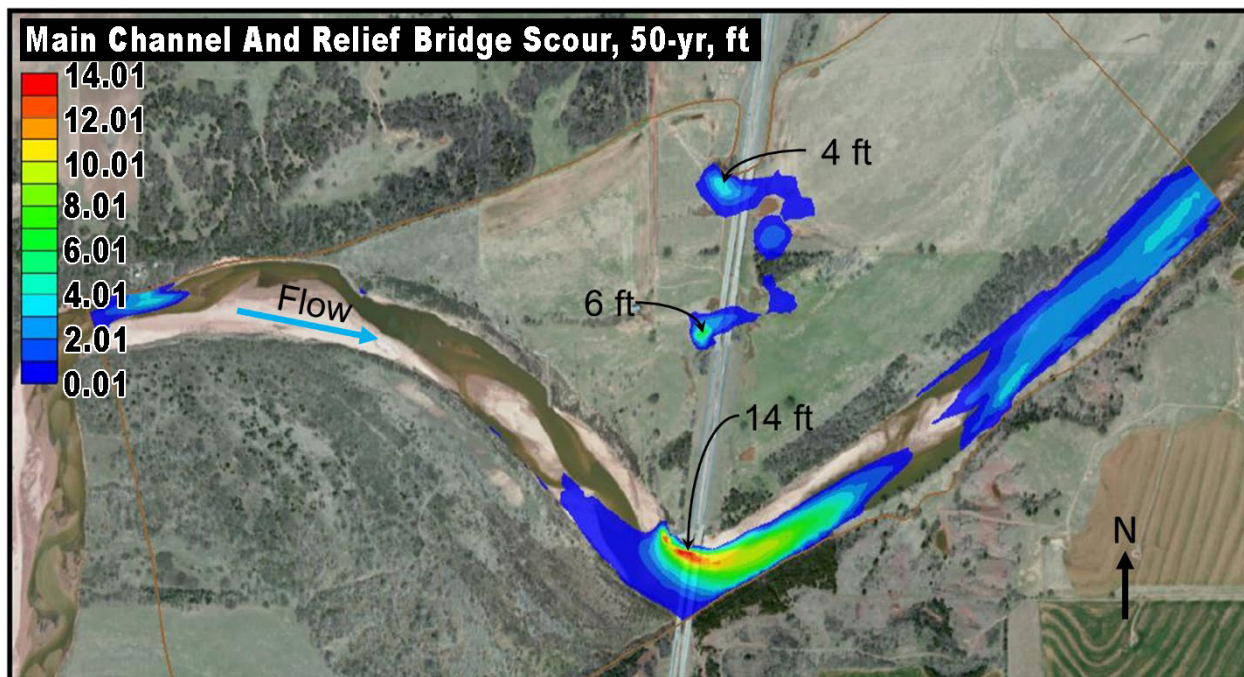 Main Channel And Relief Bridge Scour, 50-yr, ft
14.01
12.01
10.01
8.01
6.01
4.01
2.01
0.01
Flow
4 ft
6 ft
14 ft
N